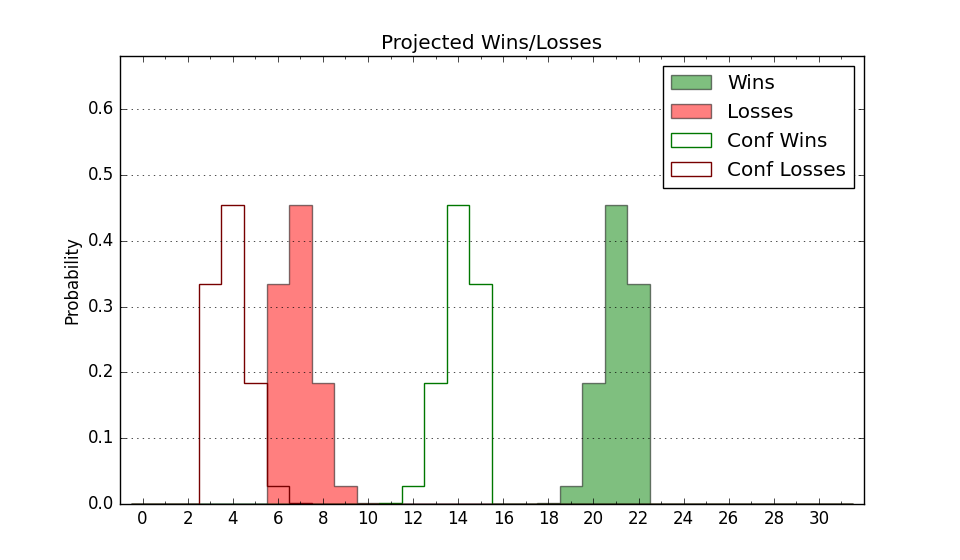 Projected Wins/Losses
Wins
Losses
Conf Wins
Conf Losses
Probability
0.6
0.5
0.4
0.3
0.2
0.1
0.0
0 2 4 6 8 10 12 14 16 18 20 22 24 26 28 30